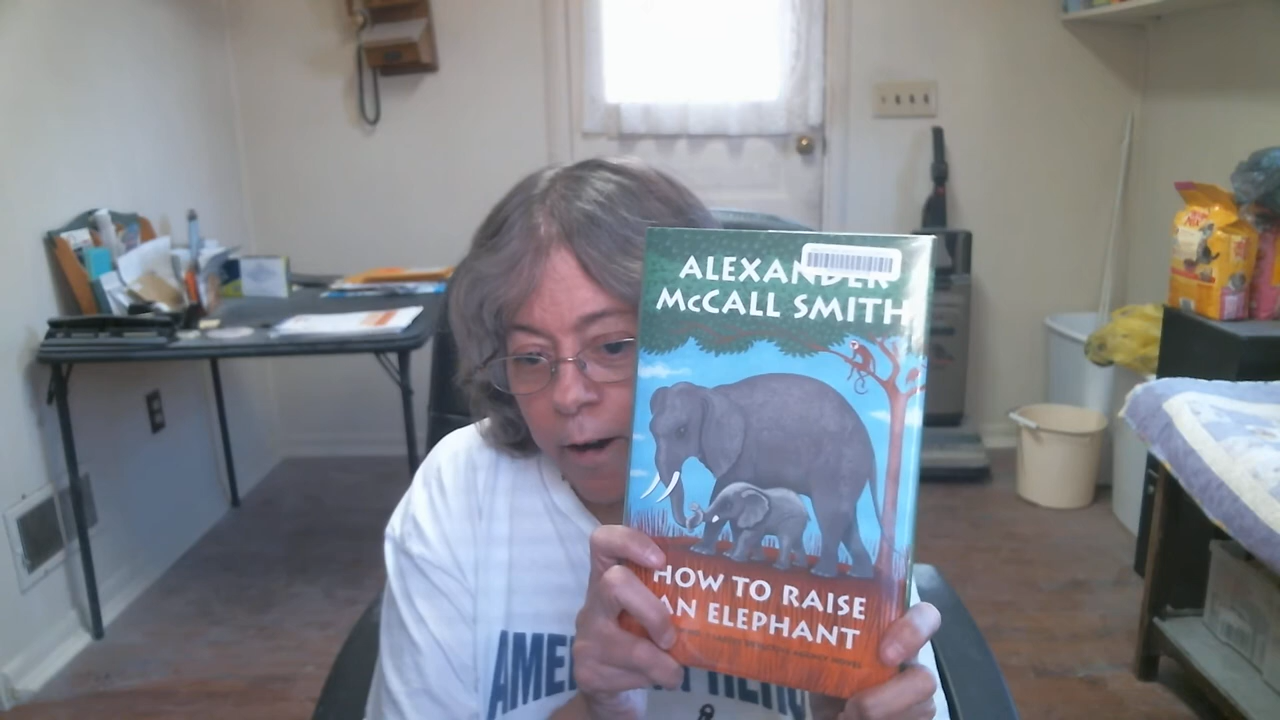 ALEXANDER
McCALL SMITH
HOW TO RAISE
AN ELEPHANT